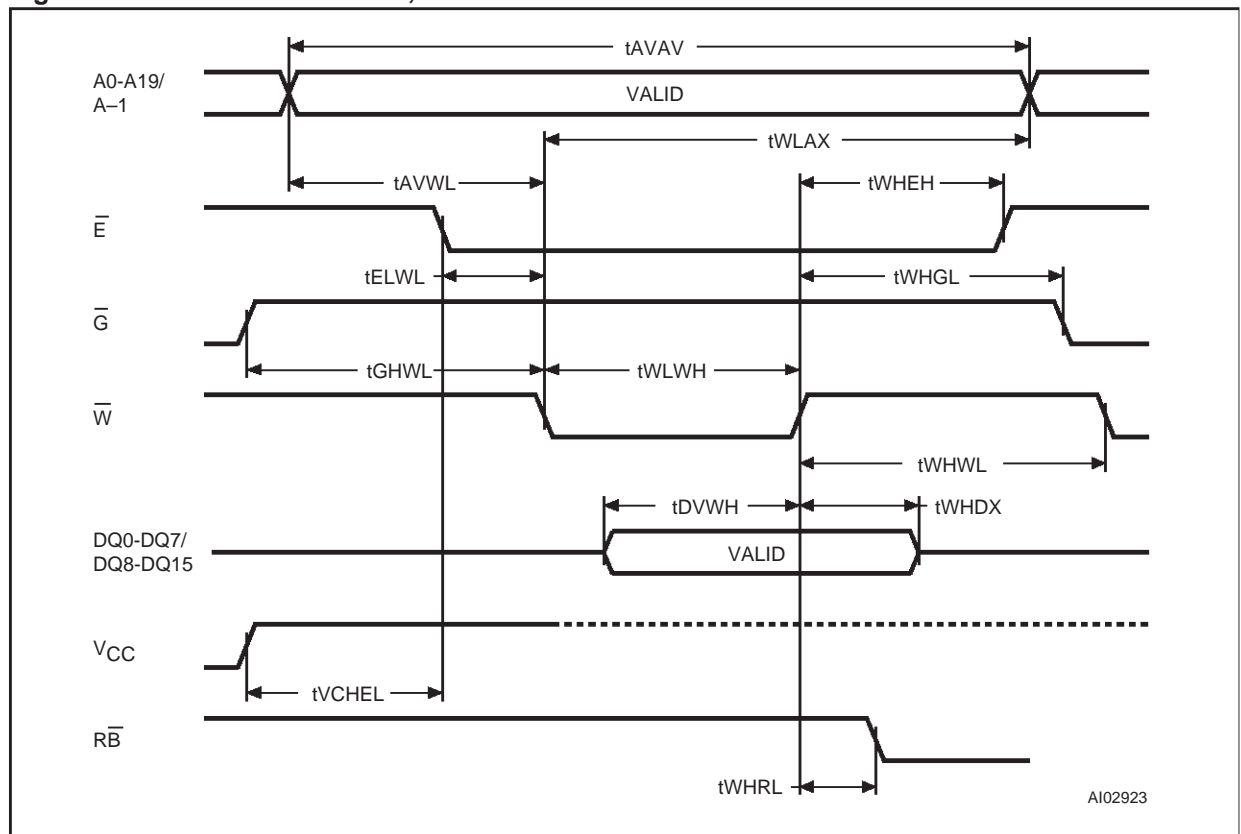 tAVAV
A0-A19/
A–1
VALID
tWLAX
tAVWL
tWHEH
E̅
tELWL
tWHGL
G̅
tGHWL
tWLWH
W̅
tWHWL
tDVWH
tWHDX
DQ0-DQ7/
DQ8-DQ15
VALID
VCC
tVCHEL
RB̅
tWHRL
AI02923